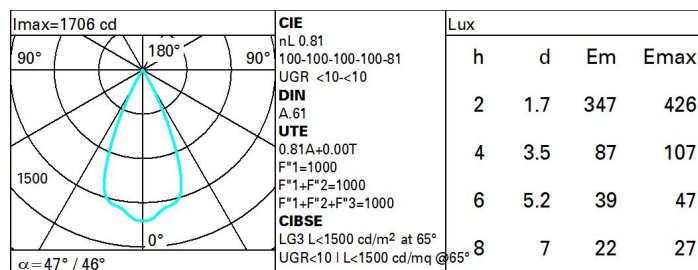 Imax=1706 cd
90° 180° 90°
1500
0°
α=47° / 46°
CIE
nL 0.81
100-100-100-100-81
UGR <10-<10
DIN
A.61
UTE
0.81A+0.00T
F"1=1000
F"1+F"2=1000
F"1+F"2+F"3=1000
CIBSE
LG3 L<1500 cd/m² at 65°
UGR<10 | L<1500 cd/mq @65°
Lux
h d Em Emax
2 1.7 347 426
4 3.5 87 107
6 5.2 39 47
8 7 22 27